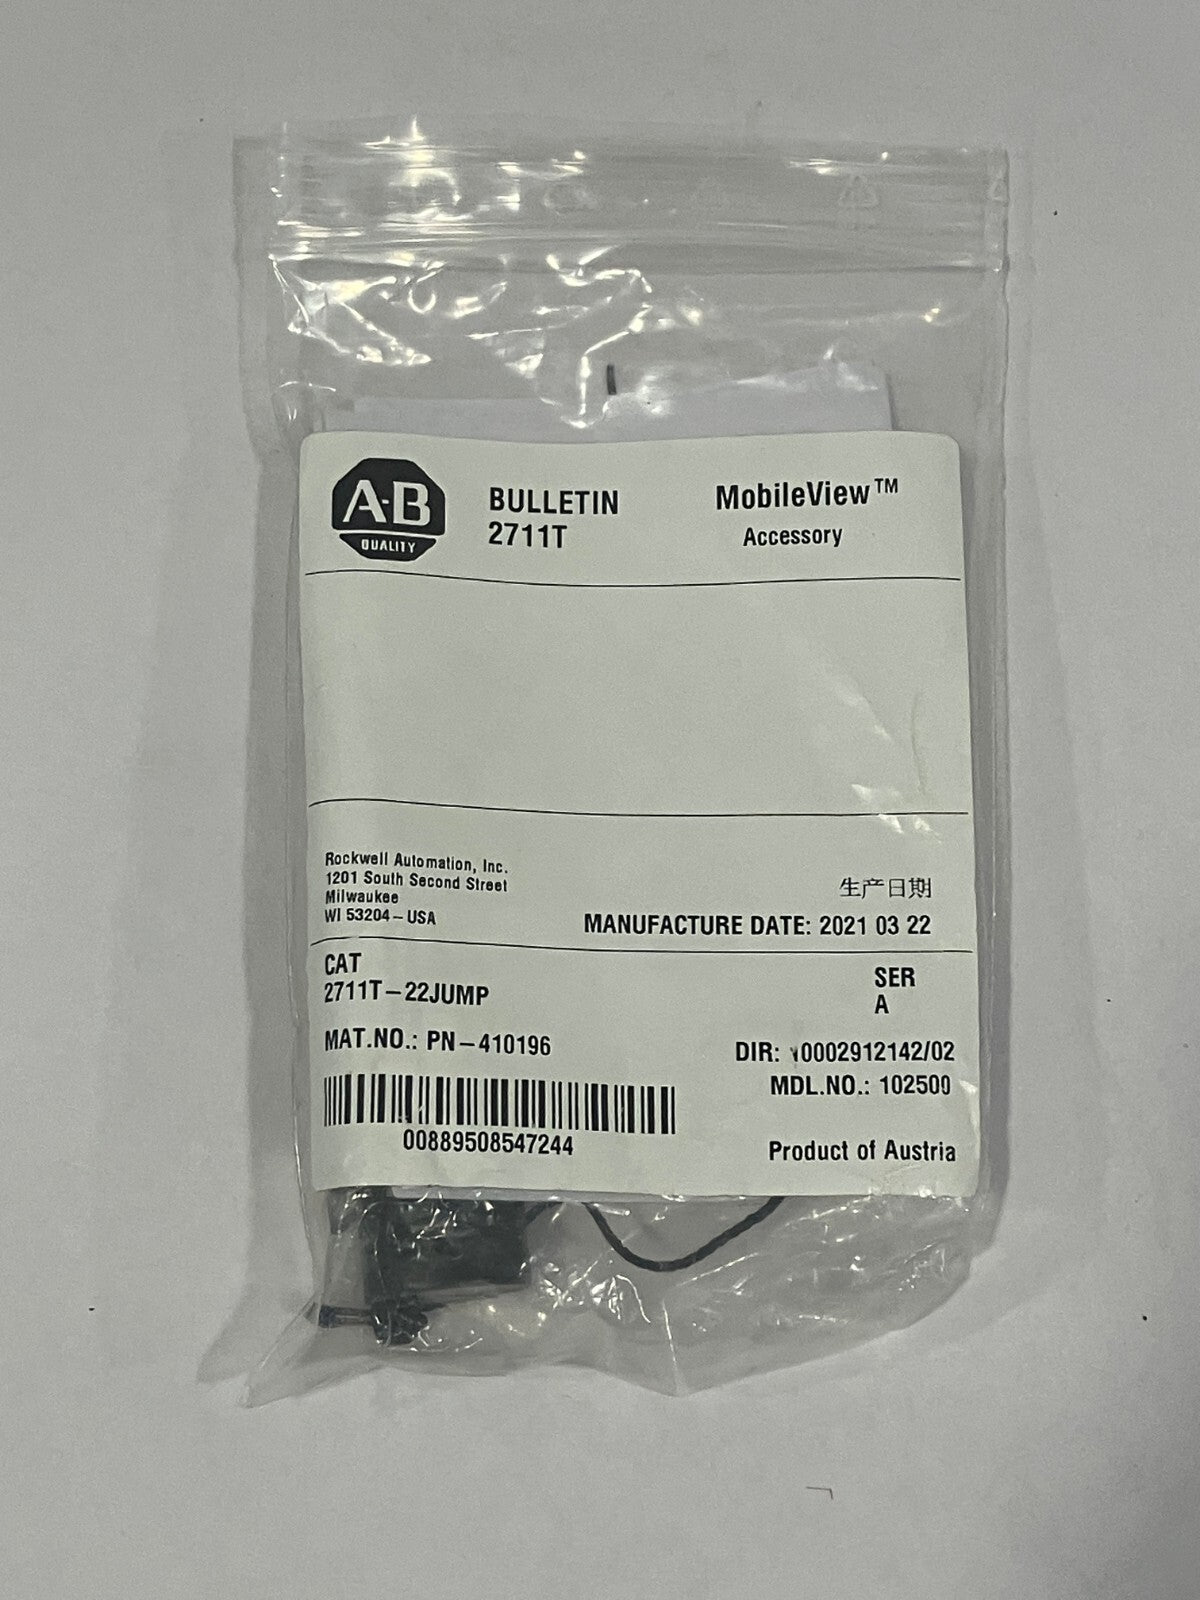 A-B
QUALITY
BULLETIN
2711T
MobileView™
Accessory
Rockwell Automation, Inc.
1201 South Second Street
Milwaukee
WI 53204-USA
生产日期
MANUFACTURE DATE: 2021 03 22
CAT
2711T-22JUMP
SER
A
MAT.NO.: PN-410196
DIR: 10002912142/02
MDL.NO.: 102500
00889508547244
Product of Austria